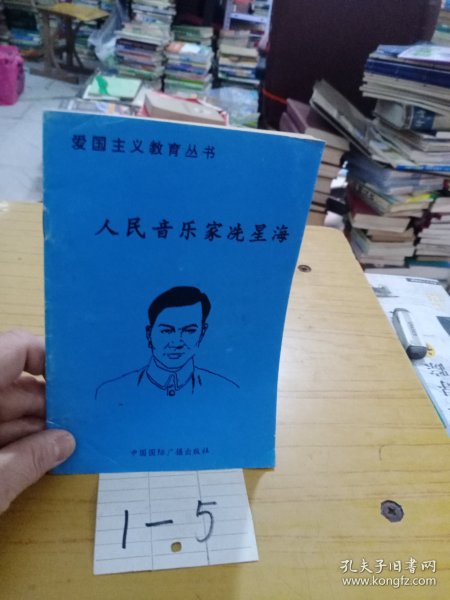 爱国主义教育丛书
人民音乐家冼星海
中国国防广播出版社
1-5
孔夫子旧书网
www.kongfz.com